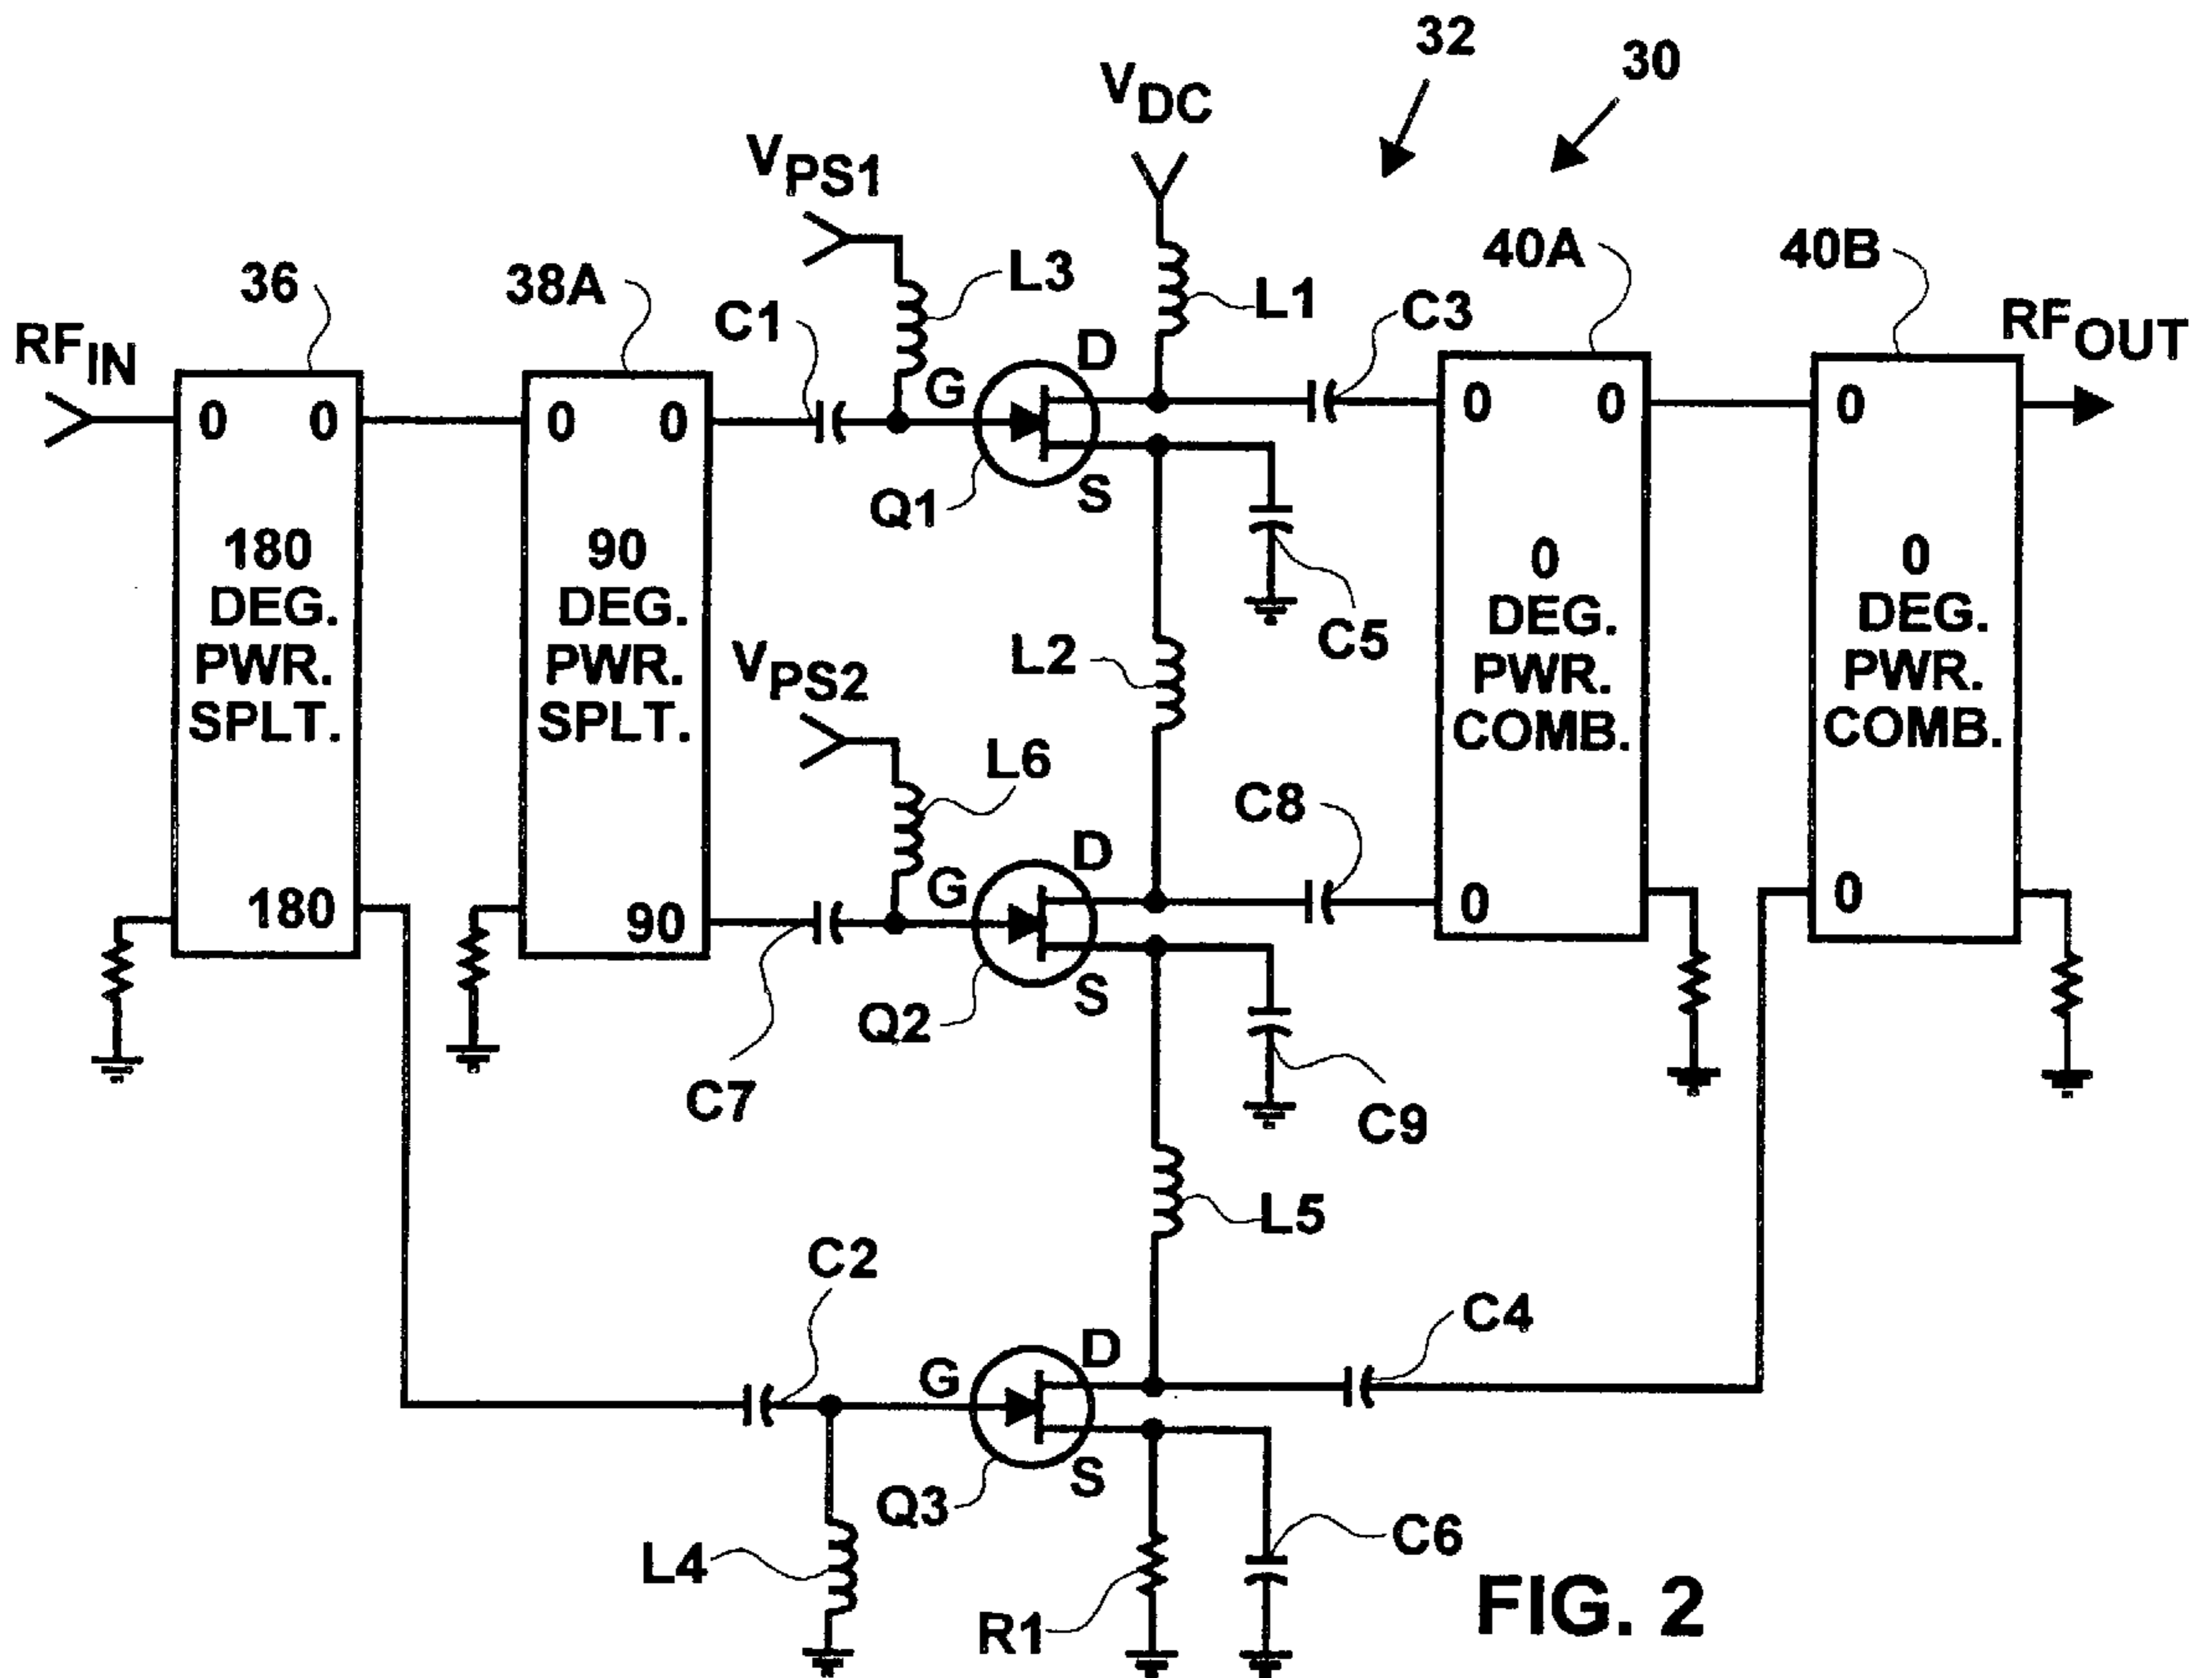 32
30
VDC
VPS1
40A
40B
36
38A
L3
L1
C3
C1
RFIN
RFOUT
D
G
0 0
0 0
0 0
0
Q1
S
180
DEG.
PWR.
SPLT.
90
DEG.
PWR.
SPLT.
C5
0
DEG.
PWR.
COMB.
0
DEG.
PWR.
COMB.
L2
VPS2
L6
C8
D
G
180
90
0
0
Q2
S
C7
C9
L5
C2
C4
D
G
Q3
S
L4
R1
C6
FIG. 2